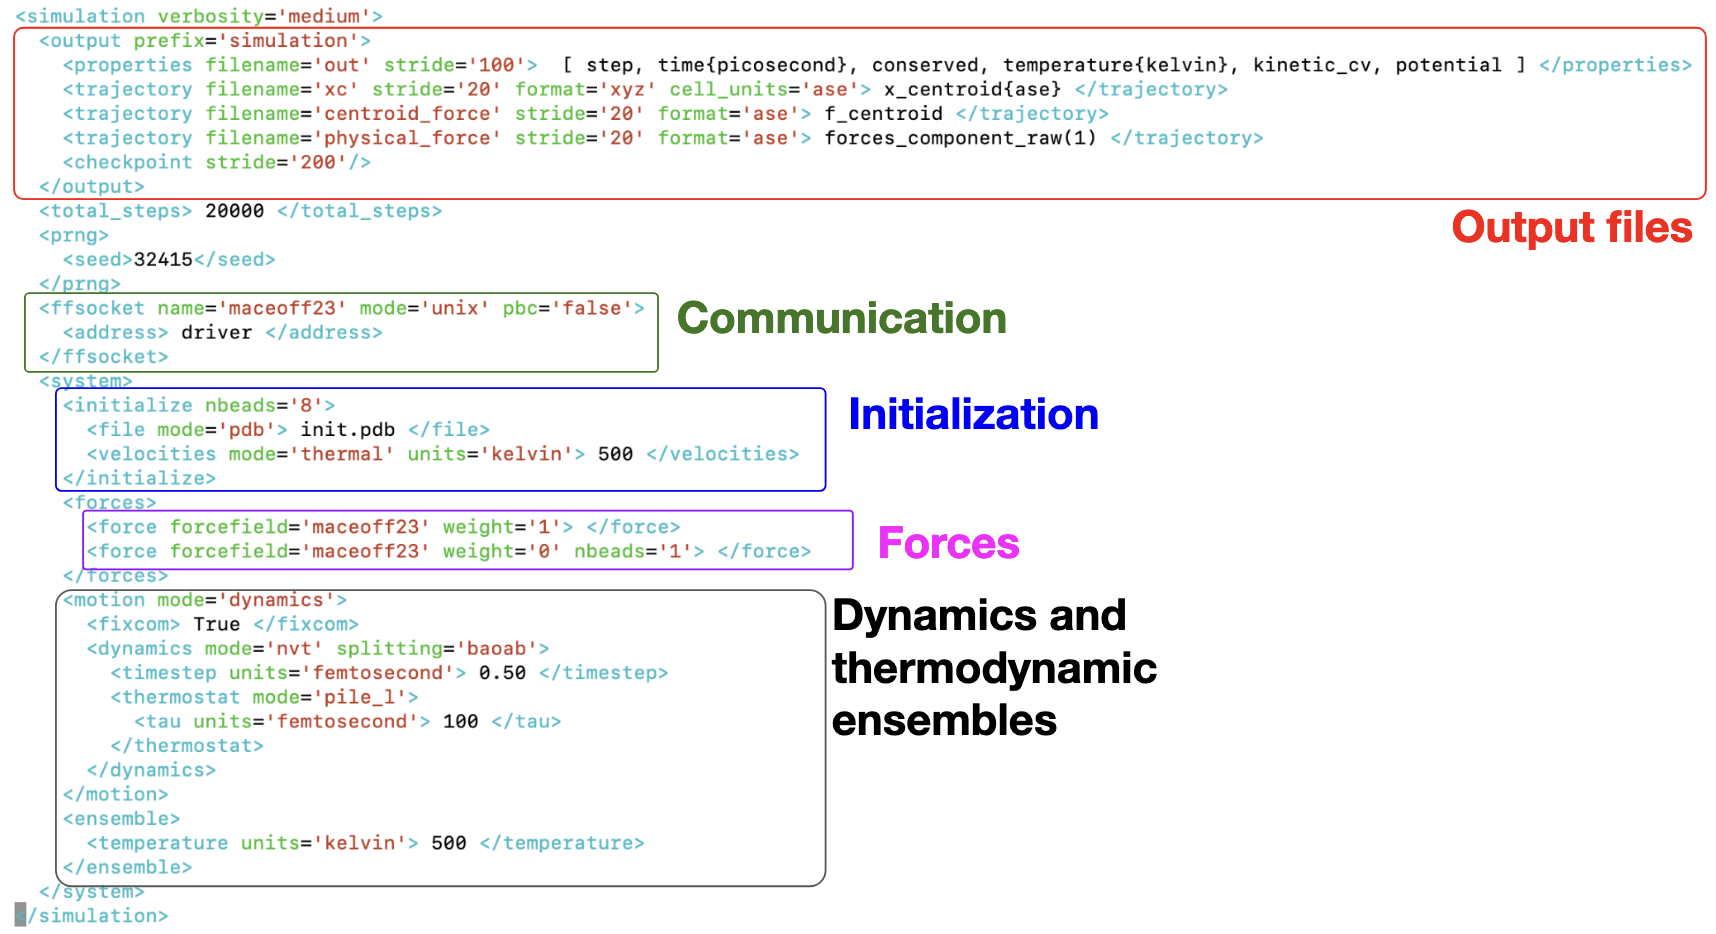 <simulation verbosity='medium'>
<output prefix='simulation'>
<properties filename='out' stride='100'> [ step, time{picosecond}, conserved, temperature{kelvin}, kinetic_cv, potential ] </properties>
<trajectory filename='xc' stride='20' format='xyz' cell_units='ase'> x_centroid{ase} </trajectory>
<trajectory filename='centroid_force' stride='20' format='ase'> f_centroid </trajectory>
<trajectory filename='physical_force' stride='20' format='ase'> forces_component_raw(1) </trajectory>
<checkpoint stride='200'/>
</output>
<total_steps> 20000 </total_steps>
Output files
<prng>
<seed>32415</seed>
</prng>
<ffsocket name='maceoff23' mode='unix' pbc='false'>
Communication
<address> driver </address>
</ffsocket>
<system>
<initialize nbeads='8'>
Initialization
<file mode='pdb'> init.pdb </file>
<velocities mode='thermal' units='kelvin'> 500 </velocities>
</initialize>
<forces>
<force forcefield='maceoff23' weight='1'> </force>
Forces
<force forcefield='maceoff23' weight='0' nbeads='1'> </force>
</forces>
<motion mode='dynamics'>
Dynamics and
thermodynamic
ensembles
<fixcom> True </fixcom>
<dynamics mode='nvt' splitting='baoab'>
<timestep units='femtosecond'> 0.50 </timestep>
<thermostat mode='pile_l'>
<tau units='femtosecond'> 100 </tau>
</thermostat>
</dynamics>
</motion>
<ensemble>
<temperature units='kelvin'> 500 </temperature>
</ensemble>
</system>
</simulation>